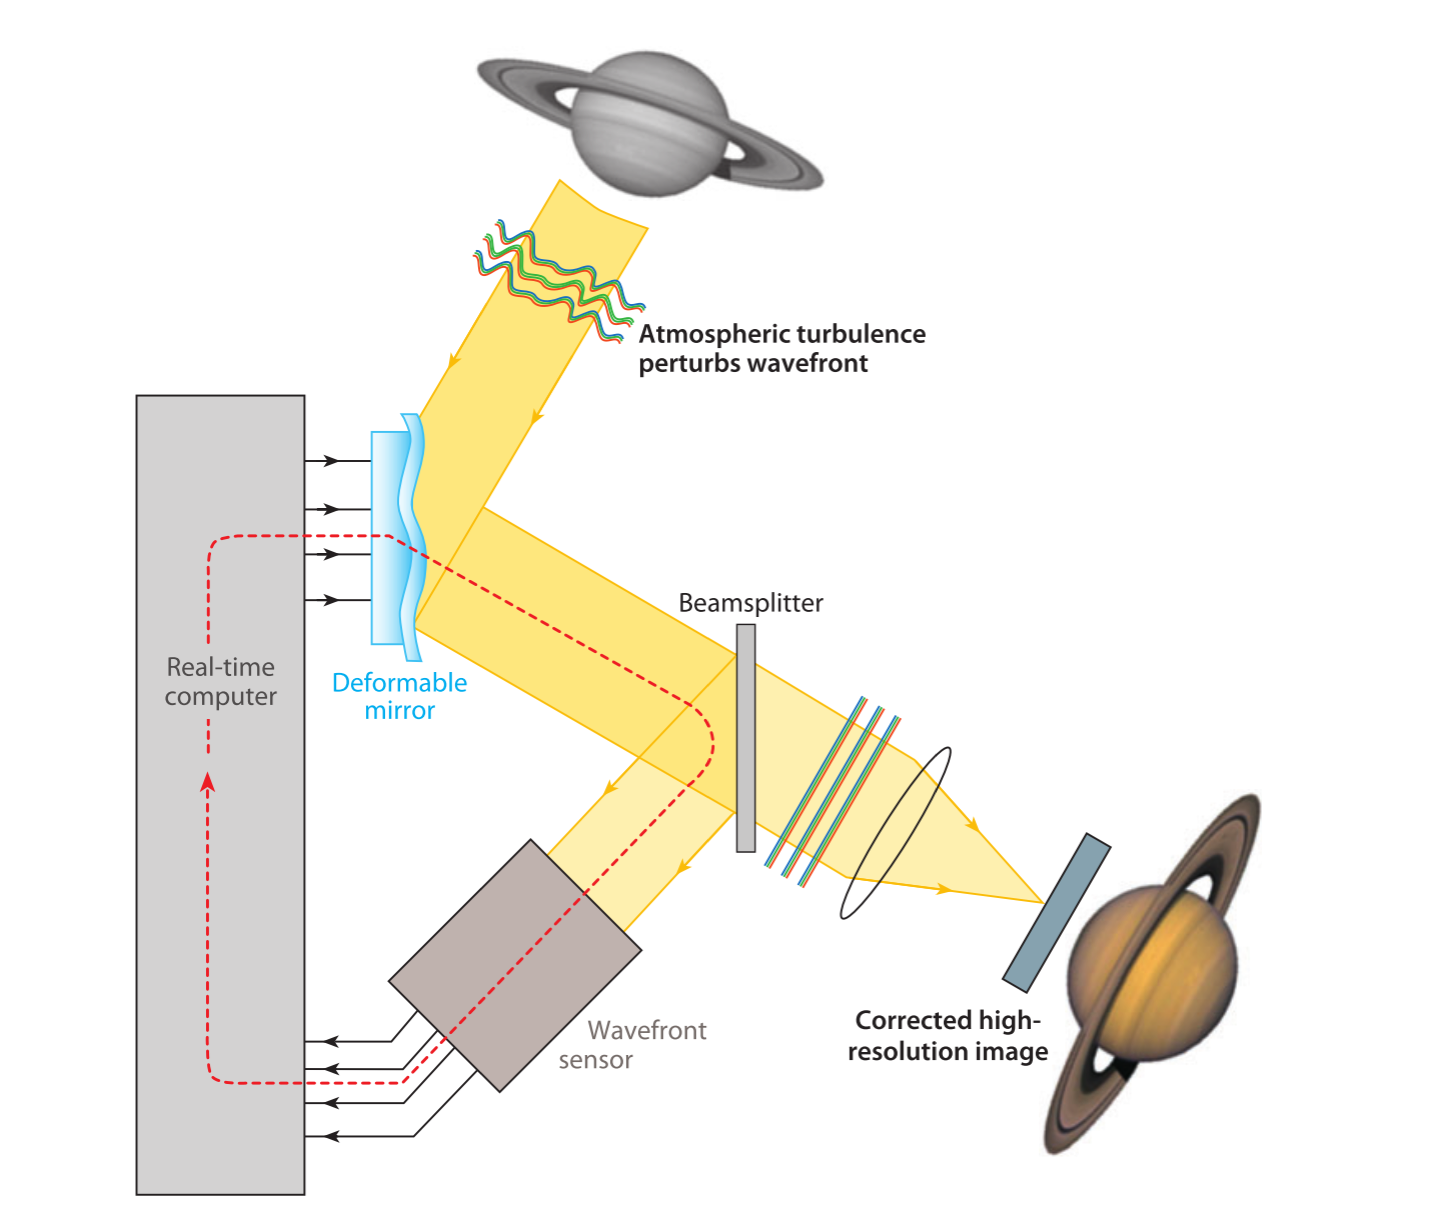 Atmospheric turbulence
perturbs wavefront
Beamsplitter
Real-time
computer
Deformable
mirror
Wavefront
sensor
Corrected high-
resolution image